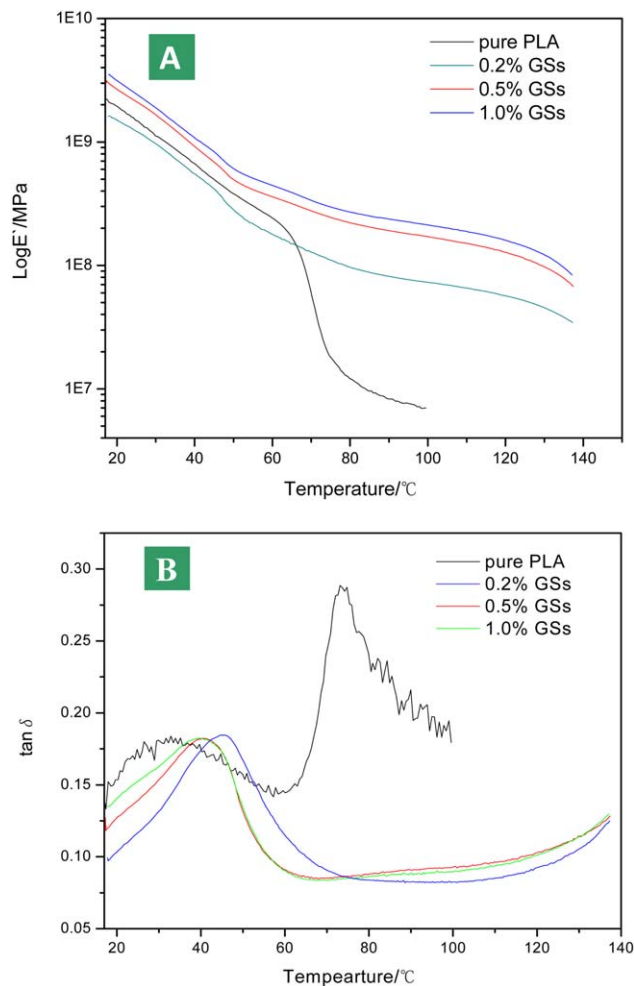 A
pure PLA
0.2% GSs
0.5% GSs
1.0% GSs
1E10
1E9
1E8
1E7
LogE`/MPa
20 40 60 80 100 120 140
Temperature/℃
B
pure PLA
0.2% GSs
0.5% GSs
1.0% GSs
0.30
0.25
0.20
0.15
0.10
0.05
tan δ
20 40 60 80 100 120 140
Tempearture/℃